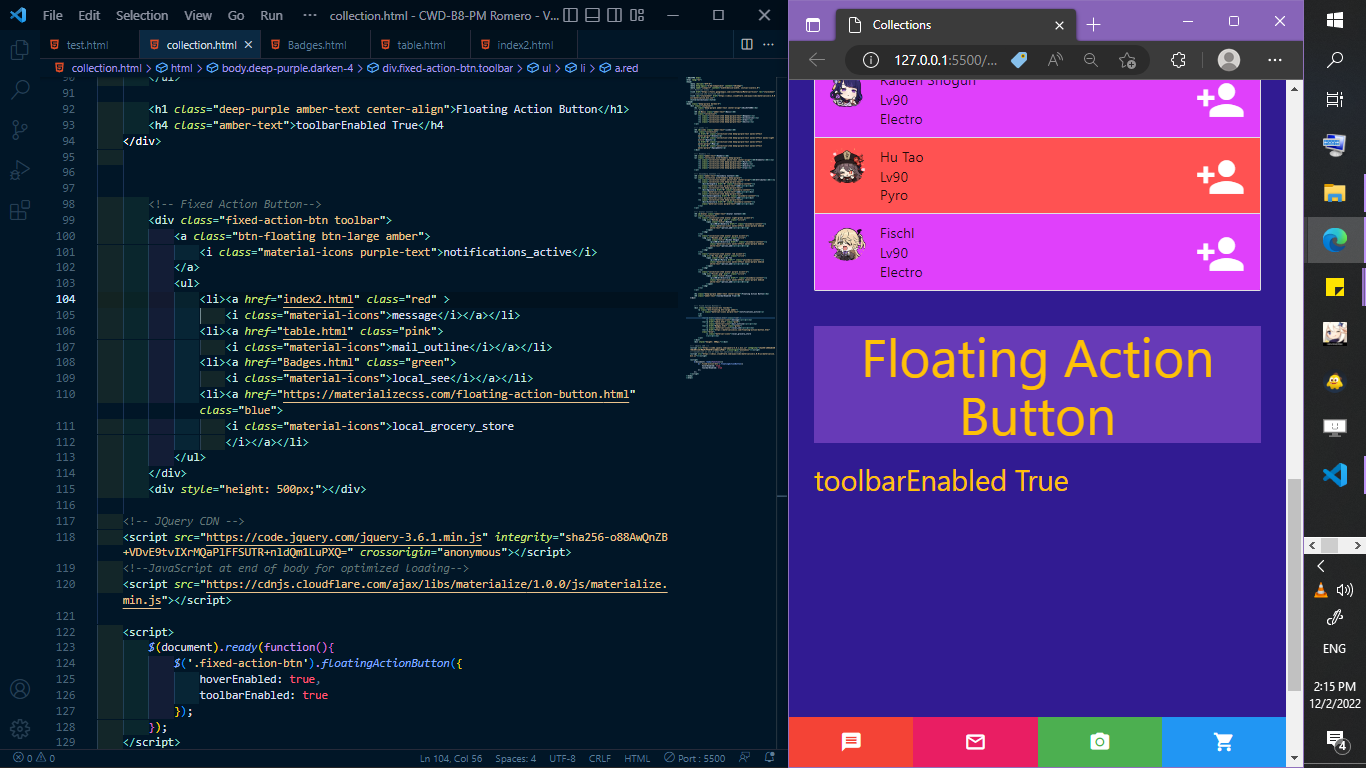 File Edit Selection View Go Run ··· collection.html - CWD-B8-PM Romero - V...
test.html collection.html Badges.html table.html index2.html
collection.html > html > body.deep-purple.darken-4 > div.fixed-action-btn.toolbar > ul > li > a.red
90 </ul>
91
92 <h1 class="deep-purple amber-text center-align">Floating Action Button</h1>
93 <h4 class="amber-text">toolbarEnabled True</h4
94 </div>
95
96
97
98 <!-- Fixed Action Button-->
99 <div class="fixed-action-btn toolbar">
100 <a class="btn-floating btn-large amber">
101 <i class="material-icons purple-text">notifications_active</i>
102 </a>
103 <ul>
104 <li><a href="index2.html" class="red" >
105 <i class="material-icons">message</i></a></li>
106 <li><a href="table.html" class="pink">
107 <i class="material-icons">mail_outline</i></a></li>
108 <li><a href="Badges.html" class="green">
109 <i class="material-icons">local_see</i></a></li>
110 <li><a href="https://materializecss.com/floating-action-button.html"
class="blue">
111 <i class="material-icons">local_grocery_store
112 </i></a></li>
113 </ul>
114 </div>
115 <div style="height: 500px;"></div>
116
117 <!-- JQuery CDN -->
118 <script src="https://code.jquery.com/jquery-3.6.1.min.js" integrity="sha256-o88AwQnZB
+VDvE9tvIXrMQaPlFFSUTR+nldQm1LuPXQ=" crossorigin="anonymous"></script>
119 <!--JavaScript at end of body for optimized loading-->
120 <script src="https://cdnjs.cloudflare.com/ajax/libs/materialize/1.0.0/js/materialize.
min.js"></script>
121
122 <script>
123 $(document).ready(function(){
124 $('.fixed-action-btn').floatingActionButton({
125 hoverEnabled: true,
126 toolbarEnabled: true
127 });
128 });
129 </script>
0 0 Ln 104, Col 56 Spaces: 4 UTF-8 CRLF HTML Port : 5500
Collections
127.0.0.1:5500/...
Raiden Shogun
Lv90
Electro
Hu Tao
Lv90
Pyro
Fischl
Lv90
Electro
Floating Action
Button
toolbarEnabled True
ENG
2:15 PM
12/2/2022
4